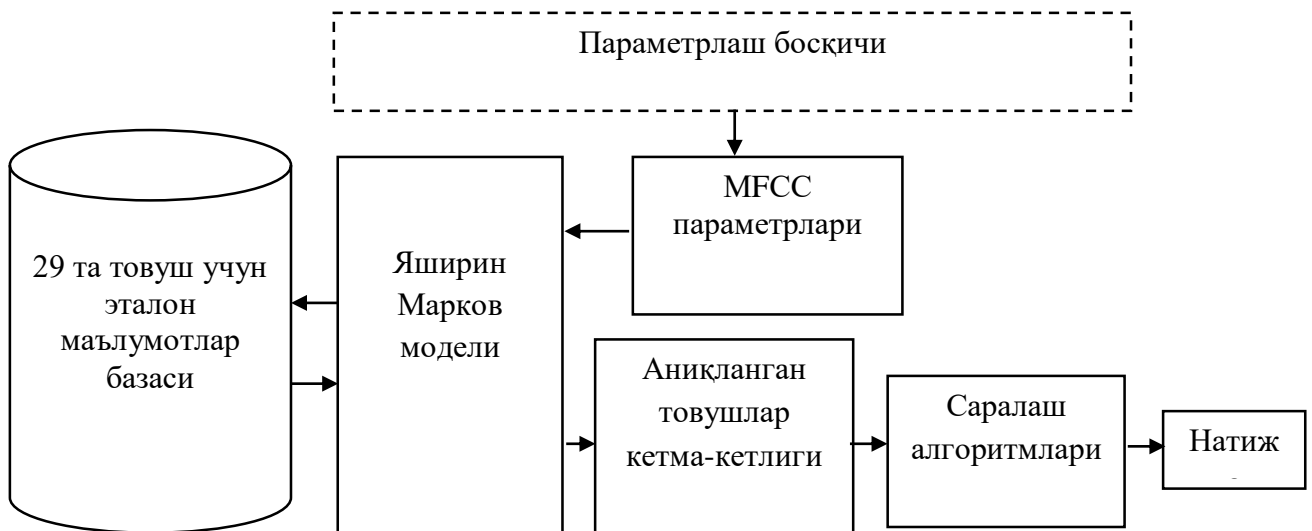 Параметрлаш босқичи
MFCC
параметрлари
29 та товуш учун
эталон
маълумотлар
базаси
Яширин
Марков
модели
Аниқланган
товушлар
кетма-кетлиги
Саралаш
алгоритмлари
Натиж